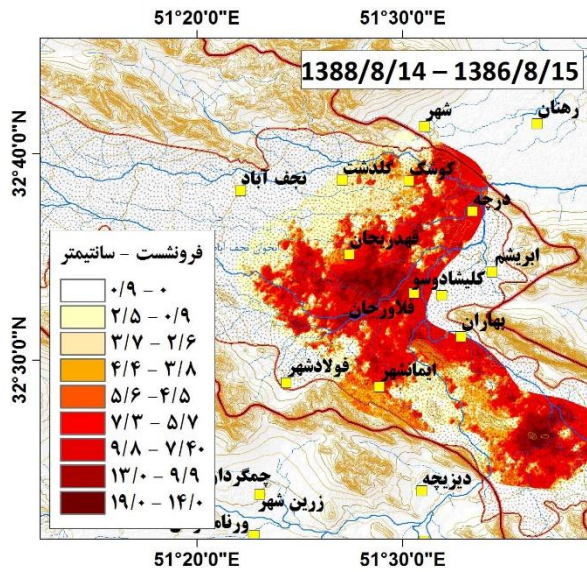 51°20'0"E
51°30'0"E
1388/8/14 – 1386/8/15
32°40'0"N
32°30'0"N
شهر
رهنان
نجف آباد
گلدشت
کوشک
درچه
قهدریجان
ابریشم
کلیشادوسو
فلاورجان
بهاران
فولادشهر
ایمانشهر
دیزیچه
چمگردان
زرین شهر
فرونشست - سانتیمتر
۰/۹ – ۰
۲/۵ – ۰/۹
۳/۷ – ۲/۶
۴/۴ – ۳/۸
۵/۶ – ۴/۵
۷/۳ – ۵/۷
۹/۸ – ۷/۴۰
۱۳/۰ – ۹/۹
۱۹/۰ – ۱۴/۰
51°20'0"E
51°30'0"E